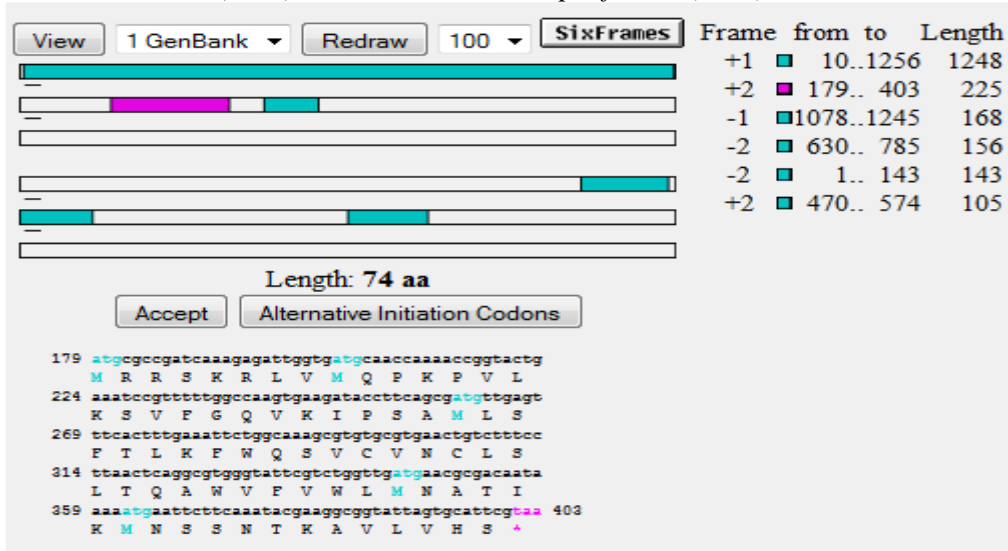 View 1 GenBank Redraw 100 SixFrames
Frame from to Length
+1 10..1256 1248
+2 179.. 403 225
-1 1078..1245 168
-2 630.. 785 156
-2 1.. 143 143
+2 470.. 574 105
Length: 74 aa
Accept Alternative Initiation Codons
179 atgcgccgatcaaagagattggtgatgcaaccaaaaccggtactg
M R R S K R L V M Q P K P V L
224 aaatccgtttttggccaagtgaagataccttcagcgatgttgagt
K S V F G Q V K I P S A M L S
269 ttcactttgaaattctggcaaagcgtgtgcgtgaactgtctttcc
F T L K F W Q S V C V N C L S
314 ttaactcaggcgtgggtattcgtctggttgatgaacgcgacaata
L T Q A W V F V W L M N A T I
359 aaaatgaattcttcaaatacgaaggcggtattagtgcattcgtaa 403
K M N S S N T K A V L V H S *